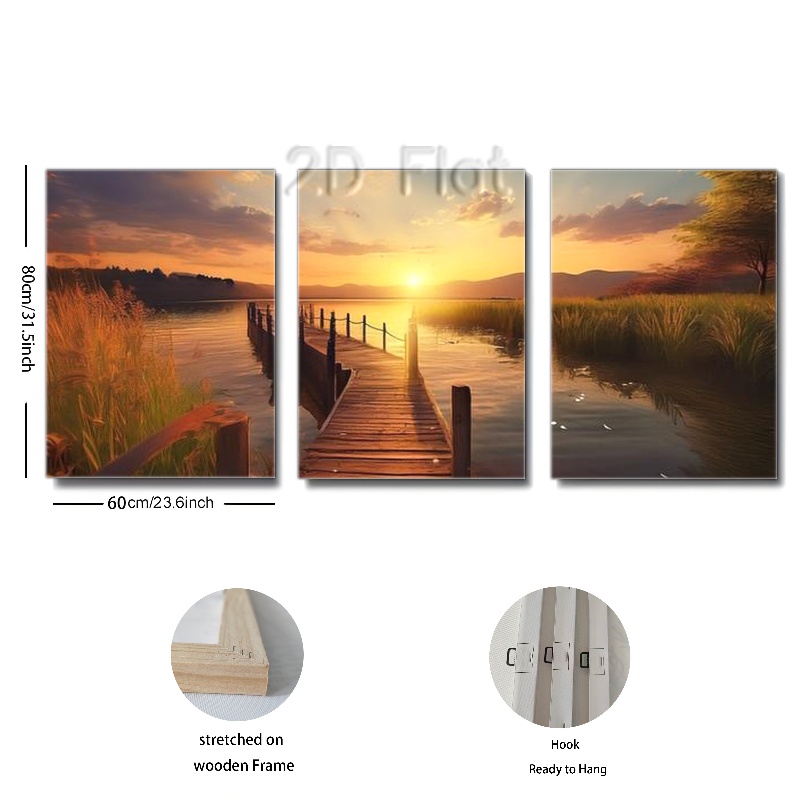 2D Flat
80cm/31.5inch
60cm/23.6inch
stretched on
wooden Frame
Hook
Ready to Hang